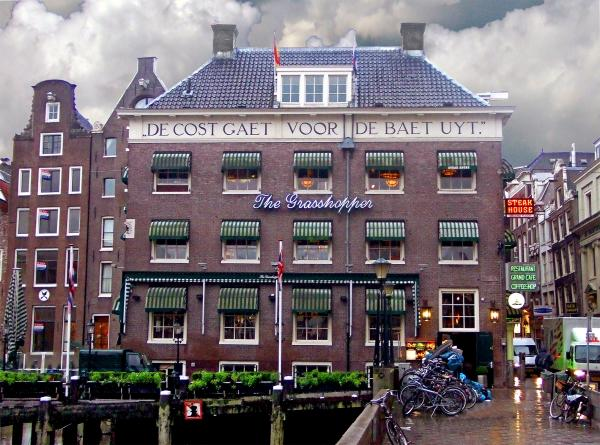 „DE COST GAET VOOR DE BAET UYT.”
The Grasshopper
STEAK
HOUSE
RESTAURANT
GRAND CAFE
COFFEESHOP